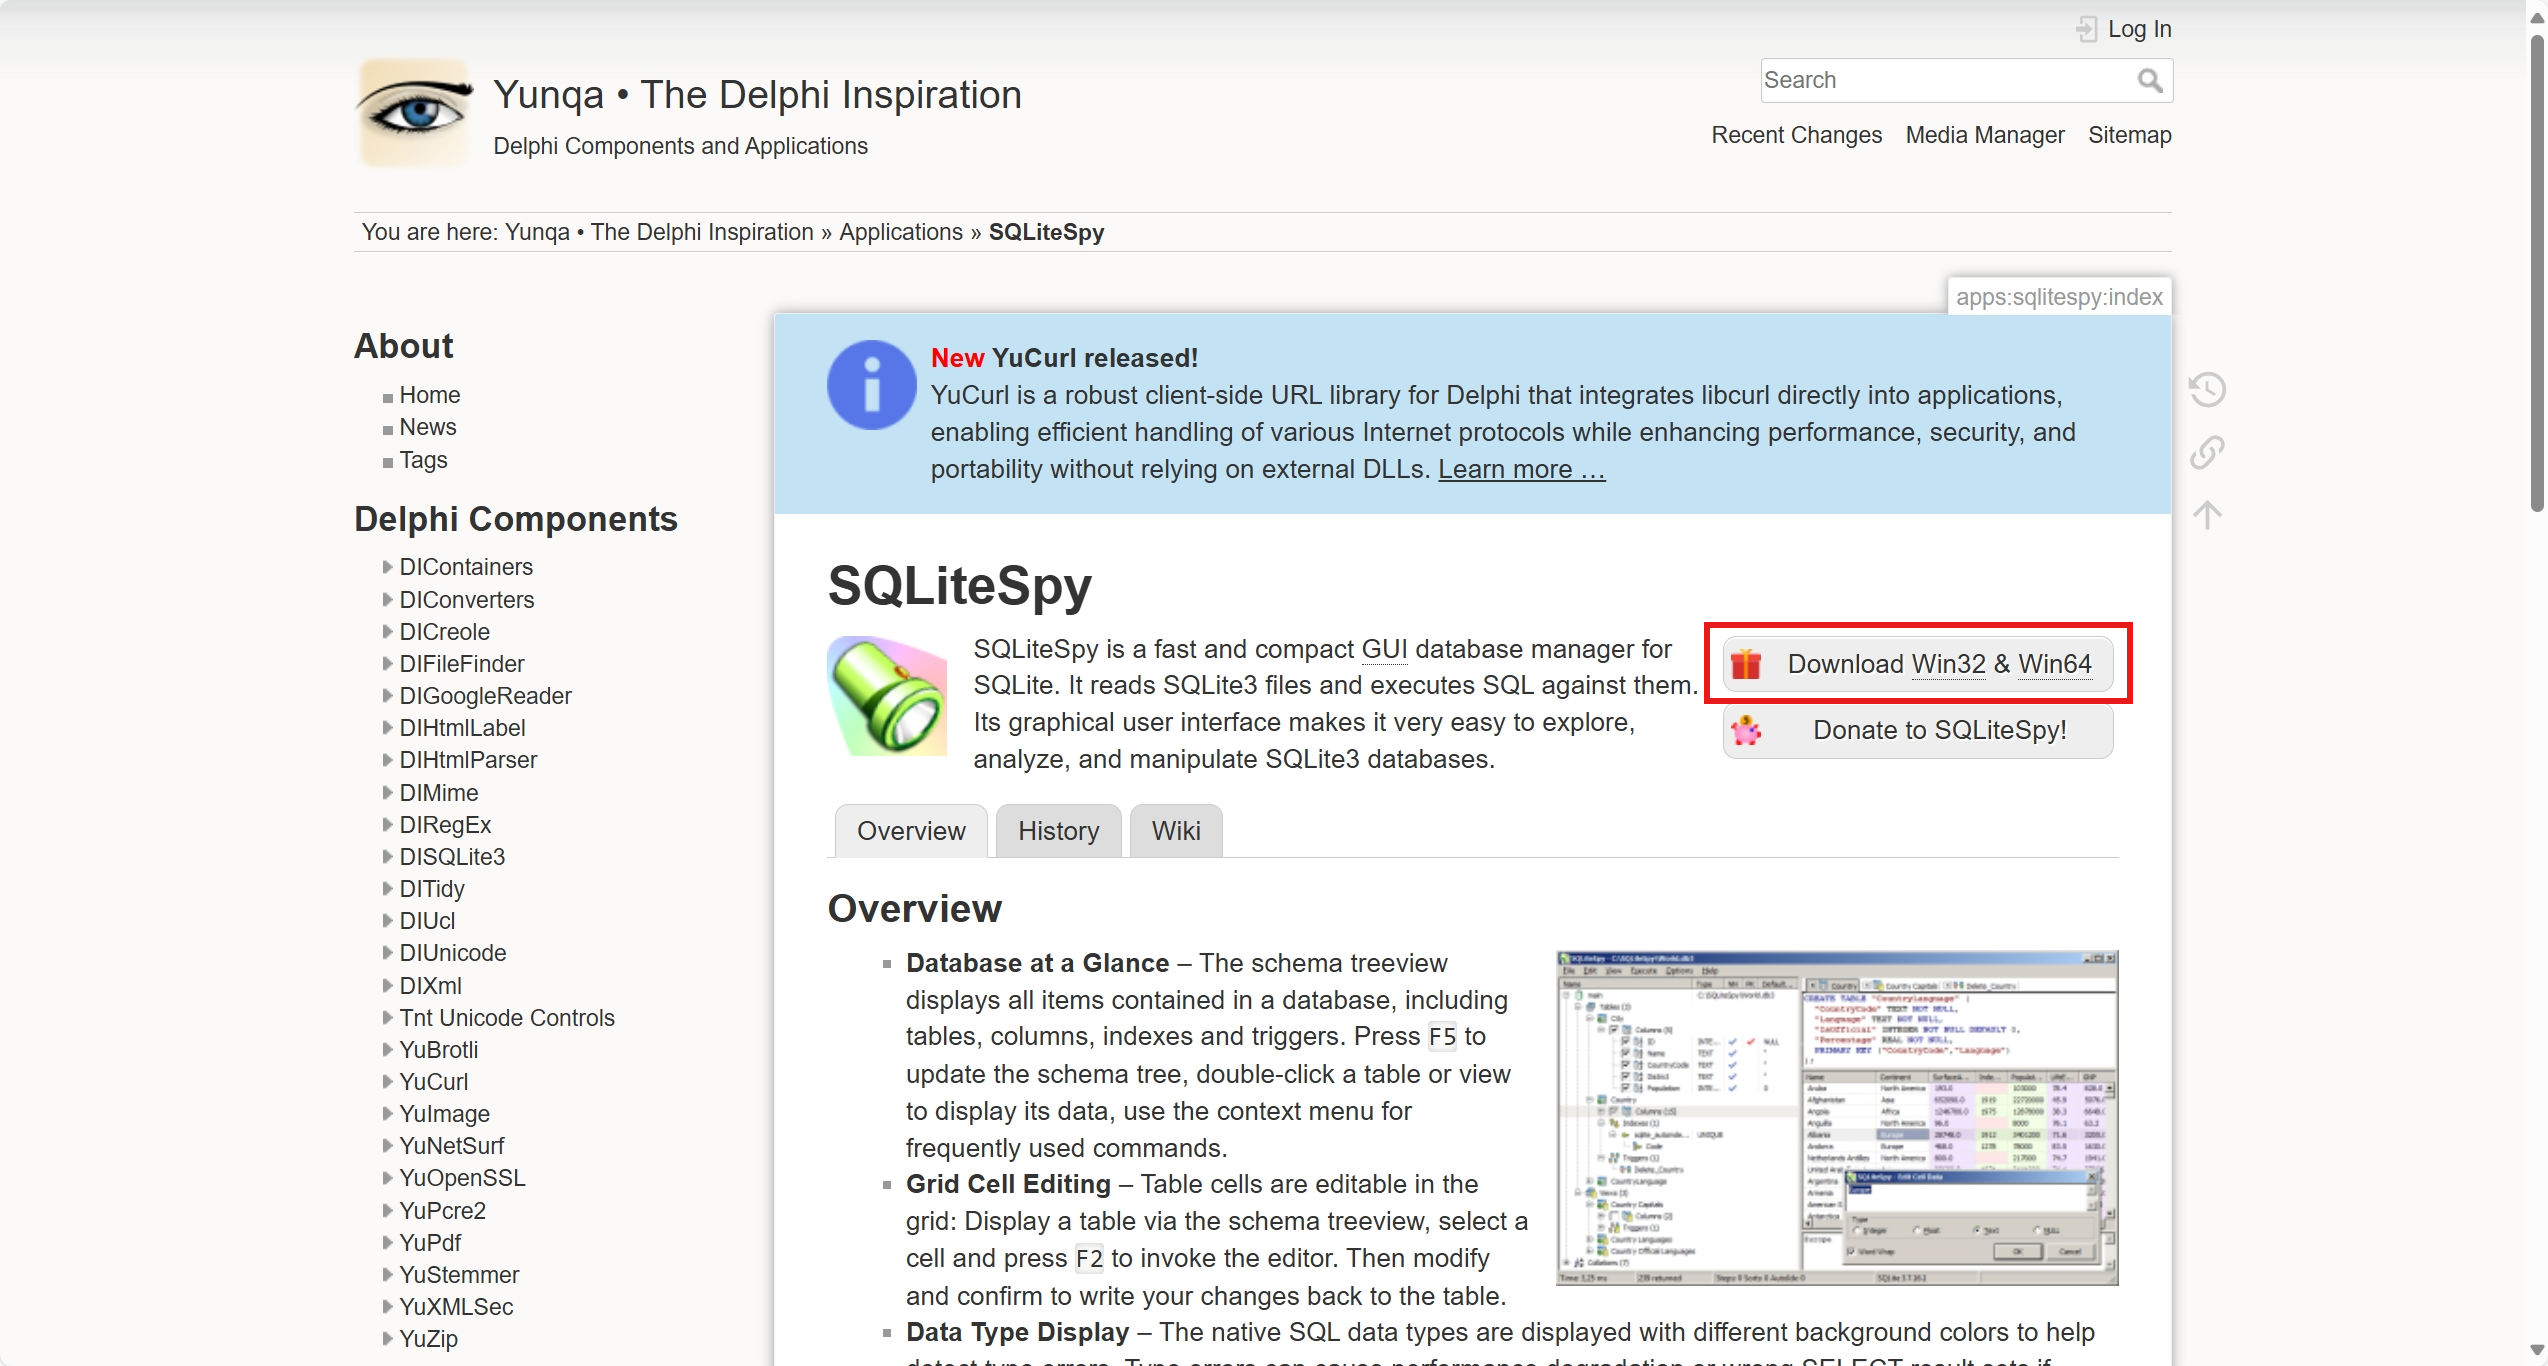 Log In
Yunqa • The Delphi Inspiration
Delphi Components and Applications
Search
Recent Changes Media Manager Sitemap
You are here: Yunqa • The Delphi Inspiration » Applications » SQLiteSpy
apps:sqlitespy:index
About
Home
News
Tags
Delphi Components
DIContainers
DIConverters
DICreole
DIFileFinder
DIGoogleReader
DIHtmlLabel
DIHtmlParser
DIMime
DIRegEx
DISQLite3
DITidy
DIUcl
DIUnicode
DIXml
Tnt Unicode Controls
YuBrotli
YuCurl
YuImage
YuNetSurf
YuOpenSSL
YuPcre2
YuPdf
YuStemmer
YuXMLSec
YuZip
New YuCurl released!
YuCurl is a robust client-side URL library for Delphi that integrates libcurl directly into applications,
enabling efficient handling of various Internet protocols while enhancing performance, security, and
portability without relying on external DLLs. Learn more …
SQLiteSpy
SQLiteSpy is a fast and compact GUI database manager for
SQLite. It reads SQLite3 files and executes SQL against them.
Its graphical user interface makes it very easy to explore,
analyze, and manipulate SQLite3 databases.
Download Win32 & Win64
Donate to SQLiteSpy!
Overview History Wiki
Overview
Database at a Glance – The schema treeview
displays all items contained in a database, including
tables, columns, indexes and triggers. Press F5 to
update the schema tree, double-click a table or view
to display its data, use the context menu for
frequently used commands.
Grid Cell Editing – Table cells are editable in the
grid: Display a table via the schema treeview, select a
cell and press F2 to invoke the editor. Then modify
and confirm to write your changes back to the table.
Data Type Display – The native SQL data types are displayed with different background colors to help